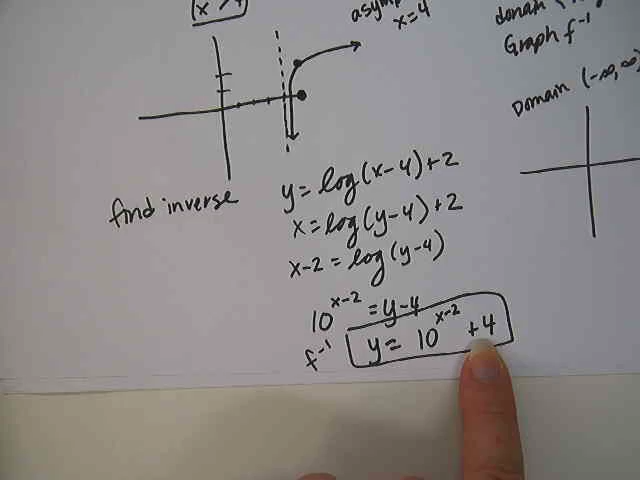 x=4
Graph f⁻¹
Domain (-∞, ∞)
find inverse
y = log(x-4)+2
x = log(y-4)+2
x-2 = log(y-4)
10^(x-2) = y-4
f⁻¹ y = 10^(x-2) +4